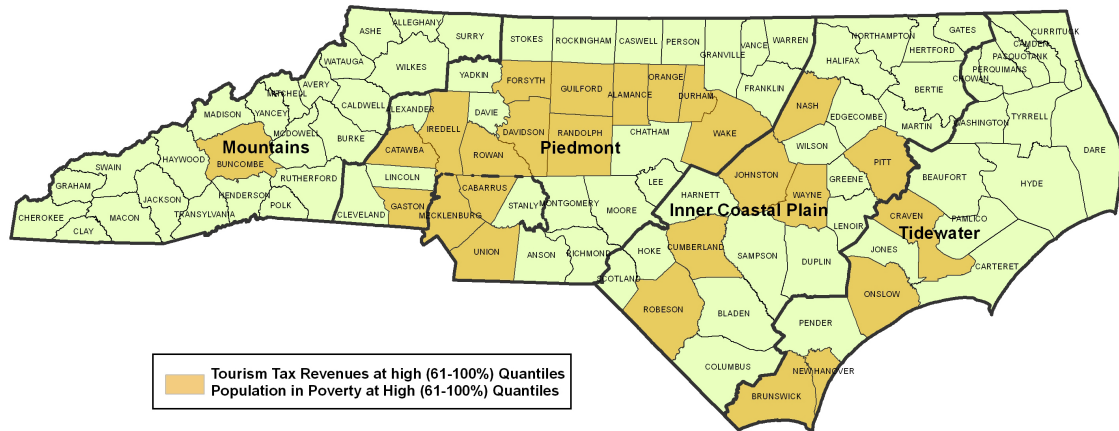 ALLEGHANY
ASHE
SURRY
STOKES
ROCKINGHAM
CASWELL
PERSON
GRANVILLE
VANCE
WARREN
NORTHAMPTON
GATES
CURRITUCK
CAMDEN
HERTFORD
PASQUOTANK
HALIFAX
PERQUIMANS
CHOWAN
WATAUGA
WILKES
YADKIN
FORSYTH
GUILFORD
ALAMANCE
ORANGE
DURHAM
FRANKLIN
NASH
BERTIE
MITCHELL
AVERY
CALDWELL
ALEXANDER
DAVIE
IREDELL
EDGECOMBE
MARTIN
WASHINGTON
TYRRELL
DARE
MADISON
YANCEY
MCDOWELL
BURKE
DAVIDSON
RANDOLPH
CHATHAM
WAKE
WILSON
Mountains
Piedmont
CATAWBA
ROWAN
PITT
BEAUFORT
HYDE
SWAIN
HAYWOOD
BUNCOMBE
RUTHERFORD
LINCOLN
CABARRUS
LEE
JOHNSTON
WAYNE
GREENE
GRAHAM
JACKSON
HENDERSON
POLK
CLEVELAND
GASTON
MECKLENBURG
STANLY
MONTGOMERY
MOORE
HARNETT
Inner Coastal Plain
LENOIR
CRAVEN
PAMLICO
Tidewater
CHEROKEE
MACON
TRANSYLVANIA
CLAY
UNION
ANSON
RICHMOND
SCOTLAND
HOKE
CUMBERLAND
SAMPSON
DUPLIN
JONES
CARTERET
ONSLOW
ROBESON
BLADEN
PENDER
COLUMBUS
NEW HANOVER
BRUNSWICK
Tourism Tax Revenues at high (61-100%) Quantiles
Population in Poverty at High (61-100%) Quantiles